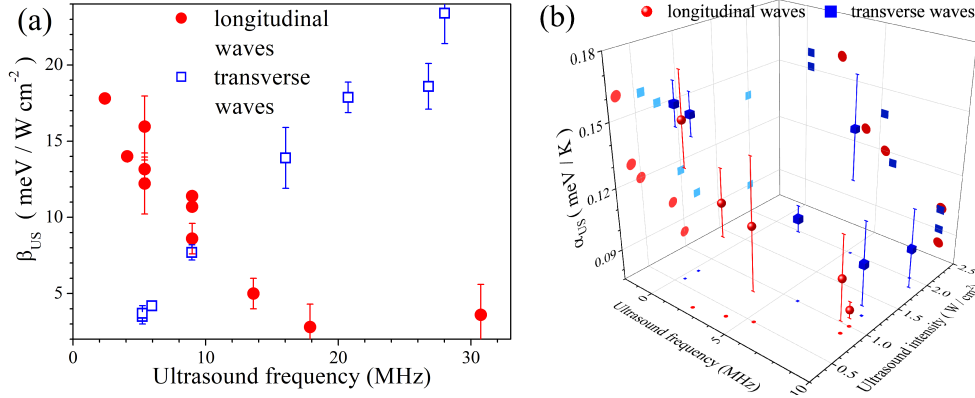 (a)
longitudinal
waves
transverse
waves
β_US ( meV / W cm⁻² )
20
15
10
5
0
10
20
30
Ultrasound frequency (MHz)
(b)
longitudinal waves
transverse waves
α_US ( meV / K)
0.18
0.15
0.12
0.09
0
5
10
Ultrasound frequency (MHz)
0.5
1.0
1.5
2.0
2.5
Ultrasound intensity ( W / cm²